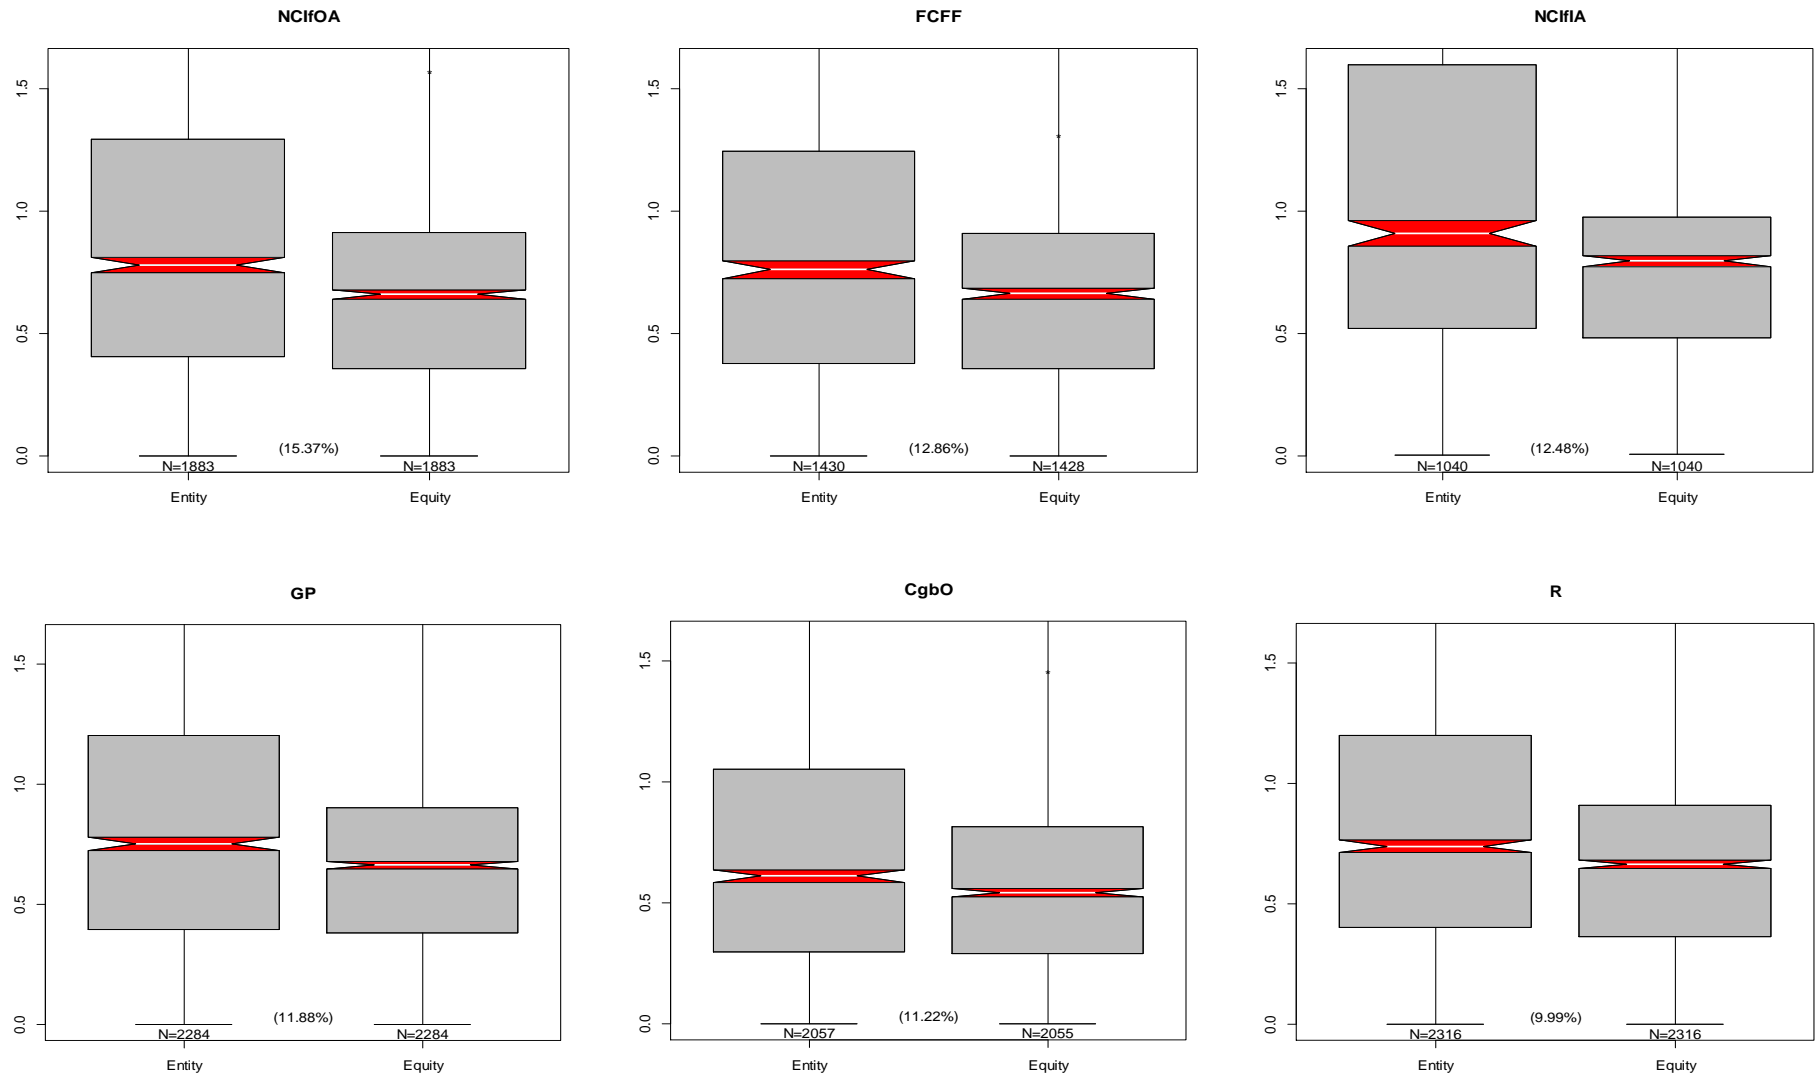 NCIfOA
1.5
1.0
0.5
0.0
(15.37%)
N=1883
N=1883
Entity
Equity
FCFF
1.5
1.0
0.5
0.0
(12.86%)
N=1430
N=1428
Entity
Equity
NCIfIA
1.5
1.0
0.5
0.0
(12.48%)
N=1040
N=1040
Entity
Equity
GP
1.5
1.0
0.5
0.0
(11.88%)
N=2284
N=2284
Entity
Equity
CgbO
1.5
1.0
0.5
0.0
(11.22%)
N=2057
N=2055
Entity
Equity
R
1.5
1.0
0.5
0.0
(9.99%)
N=2316
N=2316
Entity
Equity